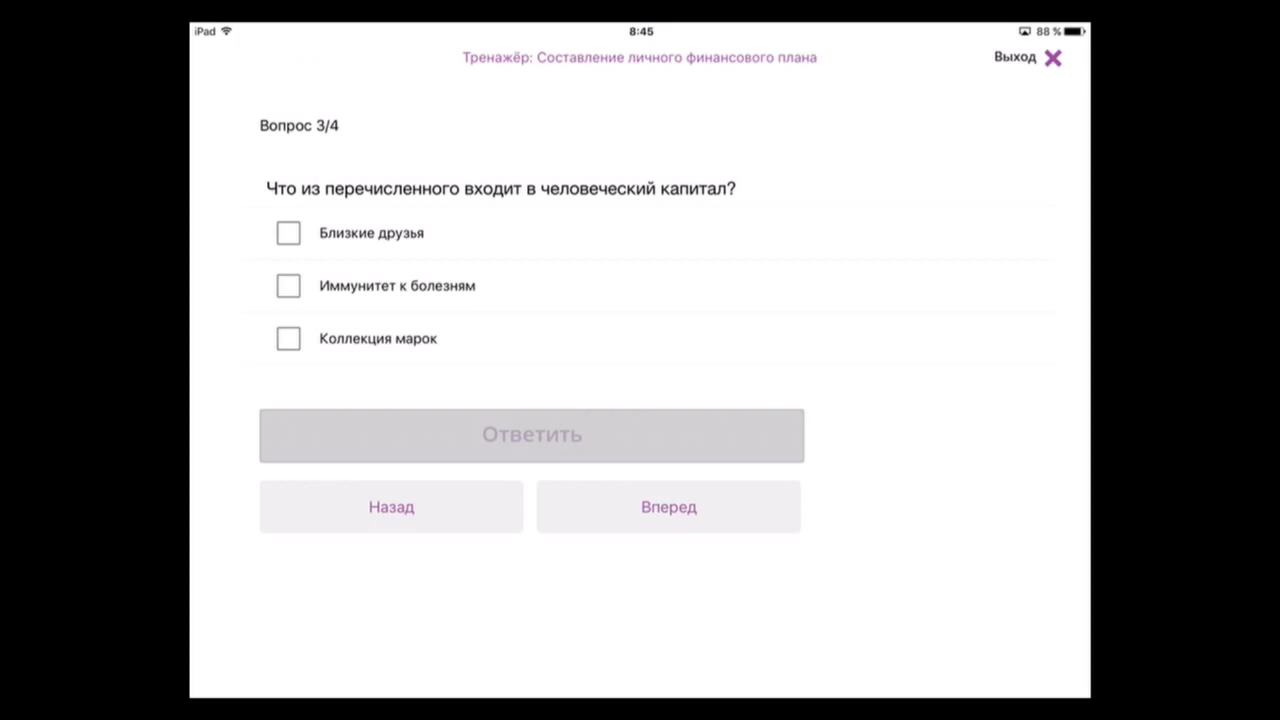 iPad 8:45 88 %
Тренажёр: Составление личного финансового плана Выход
Вопрос 3/4
Что из перечисленного входит в человеческий капитал?
Близкие друзья
Иммунитет к болезням
Коллекция марок
Ответить
Назад Вперед